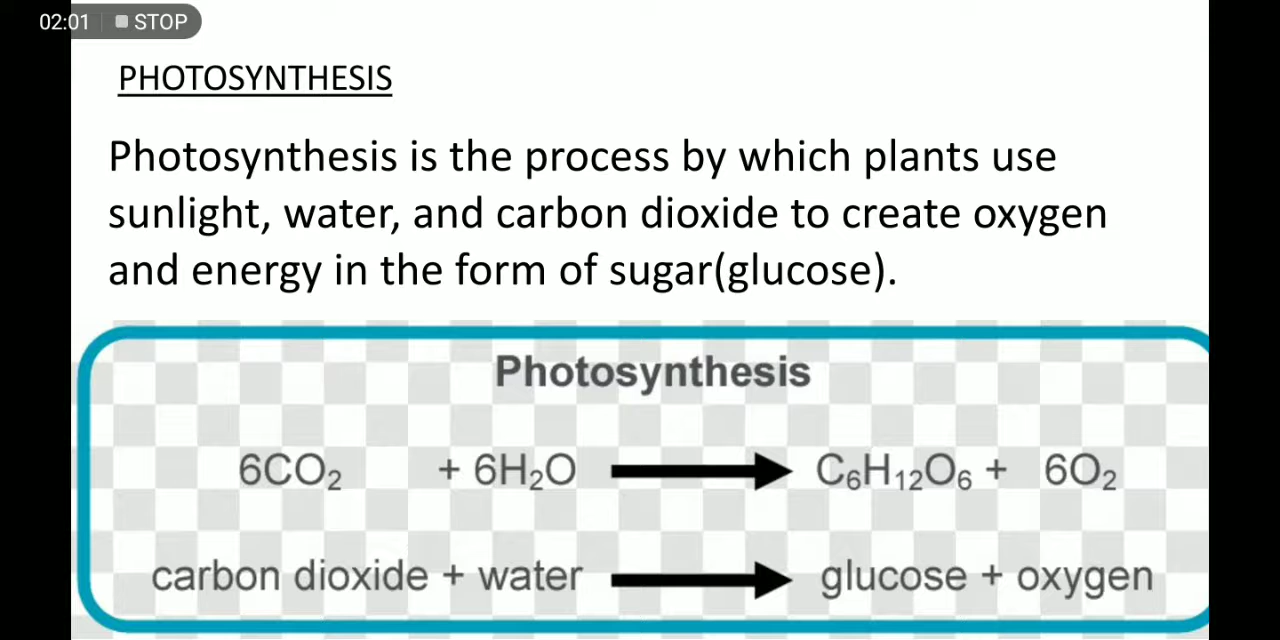 02:01 STOP
PHOTOSYNTHESIS
Photosynthesis is the process by which plants use
sunlight, water, and carbon dioxide to create oxygen
and energy in the form of sugar(glucose).
Photosynthesis
6CO₂ + 6H₂O → C₆H₁₂O₆ + 6O₂
carbon dioxide + water → glucose + oxygen